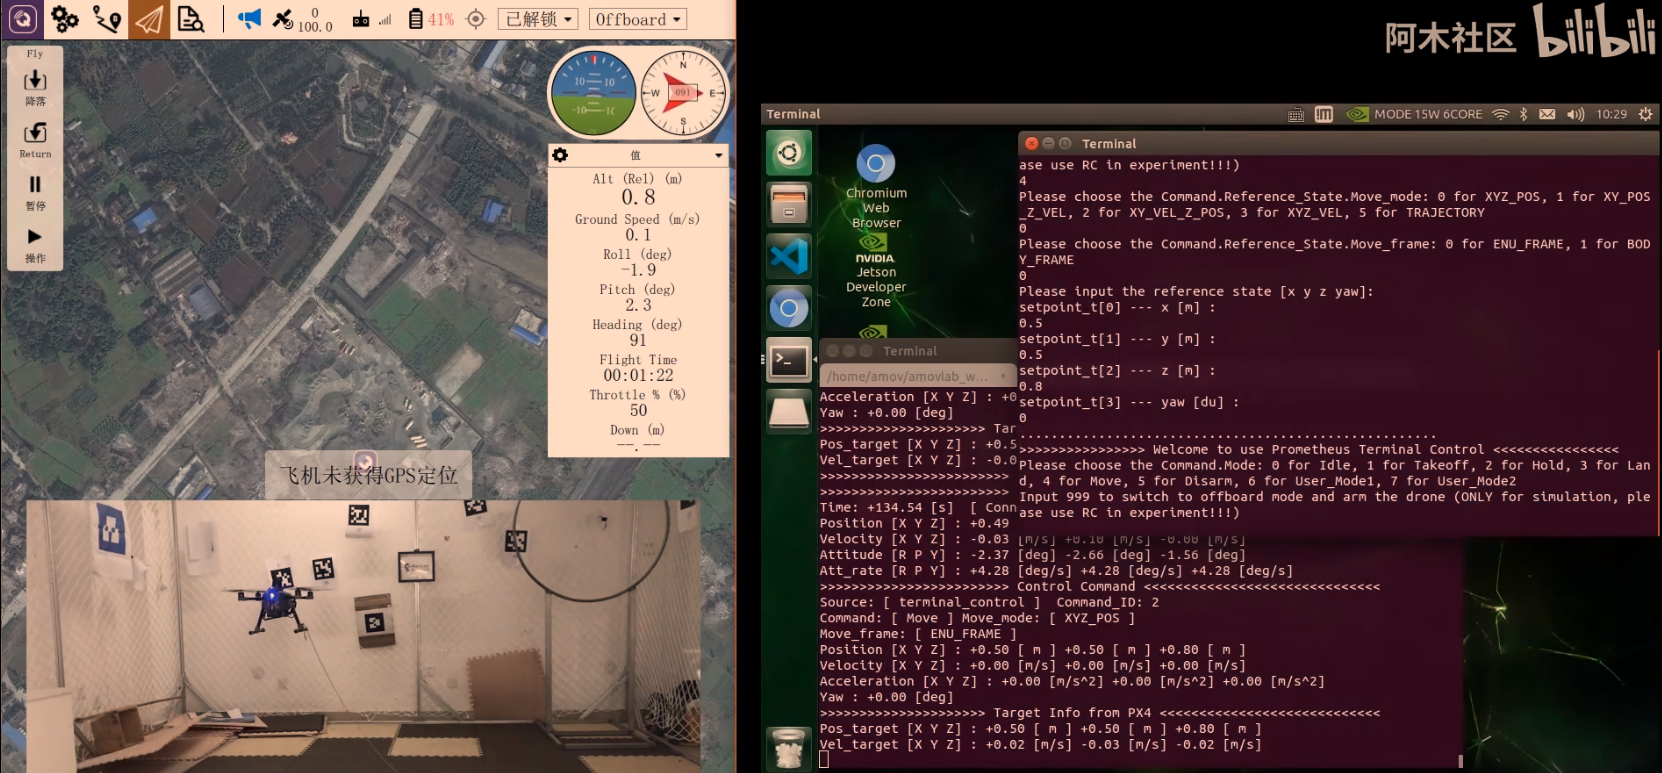 0
100.0
41%
已解锁
Offboard
Fly
降落
Return
暂停
操作
10 10
-10
N
W 091 E
S
值
Alt (Rel) (m)
0.8
Ground Speed (m/s)
0.1
Roll (deg)
-1.9
Pitch (deg)
2.3
Heading (deg)
91
Flight Time
00:01:22
Throttle % (%)
50
Down (m)
--.--
飞机未获得GPS定位
阿木社区 bilibili
Terminal
MODE 15W 6CORE
10:29
Chromium
Web
Browser
NVIDIA
Jetson
Developer
Zone
Terminal
ase use RC in experiment!!!)
4
Please choose the Command.Reference_State.Move_mode: 0 for XYZ_POS, 1 for XY_POS
_Z_VEL, 2 for XY_VEL_Z_POS, 3 for XYZ_VEL, 5 for TRAJECTORY
0
Please choose the Command.Reference_State.Move_frame: 0 for ENU_FRAME, 1 for BOD
Y_FRAME
0
Please input the reference state [x y z yaw]:
setpoint_t[0] --- x [m] :
0.5
setpoint_t[1] --- y [m] :
0.5
setpoint_t[2] --- z [m] :
0.8
setpoint_t[3] --- yaw [du] :
0
.....................................................
>>>>>>>>>>>>>>>> Welcome to use Prometheus Terminal Control <<<<<<<<<<<<<<<<
Please choose the Command.Mode: 0 for Idle, 1 for Takeoff, 2 for Hold, 3 for Lan
d, 4 for Move, 5 for Disarm, 6 for User_Mode1, 7 for User_Mode2
Input 999 to switch to offboard mode and arm the drone (ONLY for simulation, ple
ase use RC in experiment!!!)
Terminal
/home/amov/amovlab_w...
Acceleration [X Y Z] : +0
Yaw : +0.00 [deg]
>>>>>>>>>>>>>>>>>>>>> Tar
Pos_target [X Y Z] : +0.5
Vel_target [X Y Z] : -0.0
>>>>>>>>>>>>>>>>>>>>>>>>
>>>>>>>>>>>>>>>>>>>>>>>>
Time: +134.54 [s]  [ Conn
Position [X Y Z] : +0.49
Velocity [X Y Z] : -0.03 [m/s] +0.10 [m/s] -0.00 [m/s]
Attitude [R P Y] : -2.37 [deg] -2.66 [deg] -1.56 [deg]
Att_rate [R P Y] : +4.28 [deg/s] +4.28 [deg/s] +4.28 [deg/s]
>>>>>>>>>>>>>>>>>>>>>>>> Control Command <<<<<<<<<<<<<<<<<<<<<<<<<<<<<<
Source: [ terminal_control ]  Command_ID: 2
Command: [ Move ] Move_mode: [ XYZ_POS ]
Move_frame: [ ENU_FRAME ]
Position [X Y Z] : +0.50 [ m ] +0.50 [ m ] +0.80 [ m ]
Velocity [X Y Z] : +0.00 [m/s] +0.00 [m/s] +0.00 [m/s]
Acceleration [X Y Z] : +0.00 [m/s^2] +0.00 [m/s^2] +0.00 [m/s^2]
Yaw : +0.00 [deg]
>>>>>>>>>>>>>>>>>>>>> Target Info from PX4 <<<<<<<<<<<<<<<<<<<<<<<<<<<<
Pos_target [X Y Z] : +0.50 [ m ] +0.50 [ m ] +0.80 [ m ]
Vel_target [X Y Z] : +0.02 [m/s] -0.03 [m/s] -0.02 [m/s]